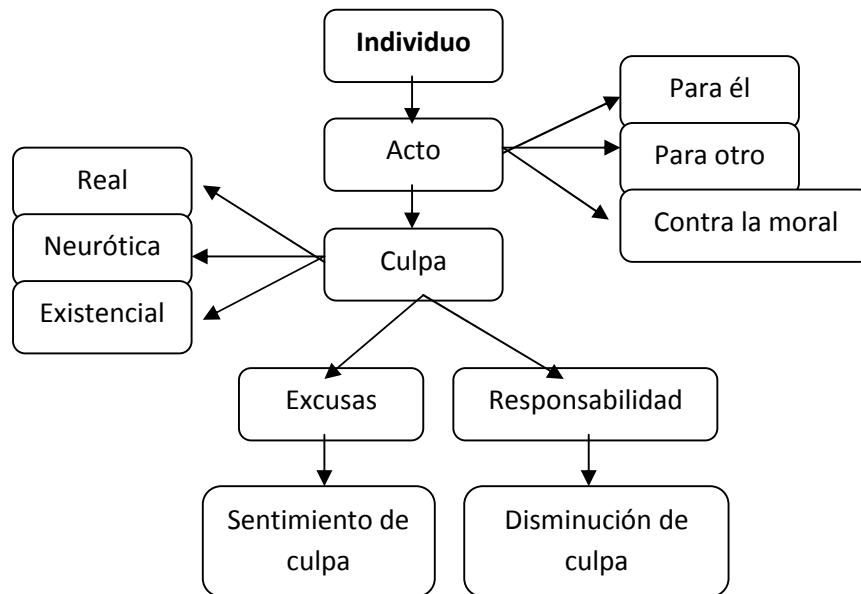 Individuo
Para él
Acto
Para otro
Real
Contra la moral
Neurótica
Culpa
Existencial
Excusas
Responsabilidad
Sentimiento de
culpa
Disminución de
culpa